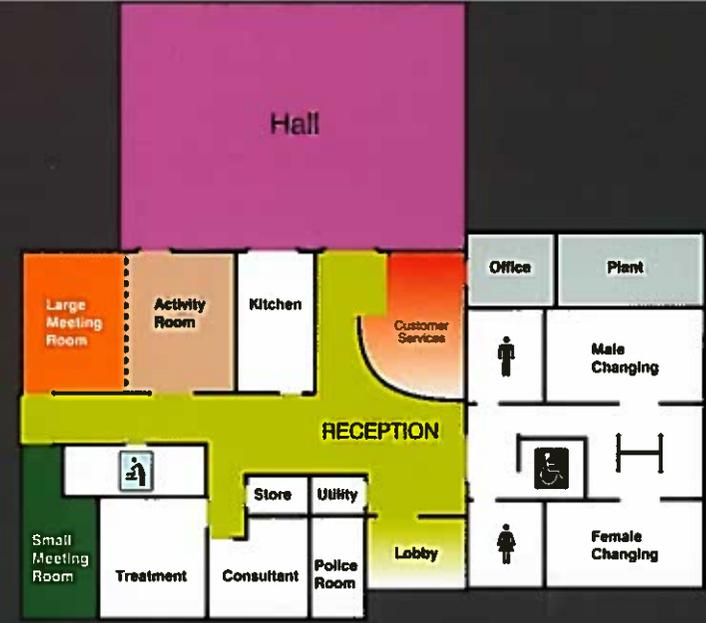 Hall
Office
Plant
Large
Meeting
Room
Activity
Room
Kitchen
Customer
Services
Male
Changing
RECEPTION
Store
Utility
Small
Meeting
Room
Treatment
Consultant
Police
Room
Lobby
Female
Changing